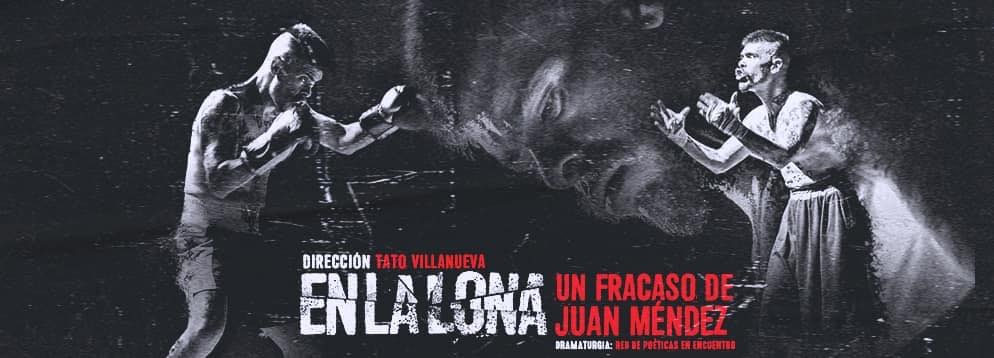 DIRECCIÓN TATO VILLANUEVA
EN LA LONA
UN FRACASO DE
JUAN MÉNDEZ
DRAMATURGIA: RED DE POÉTICAS EN ENCUENTRO